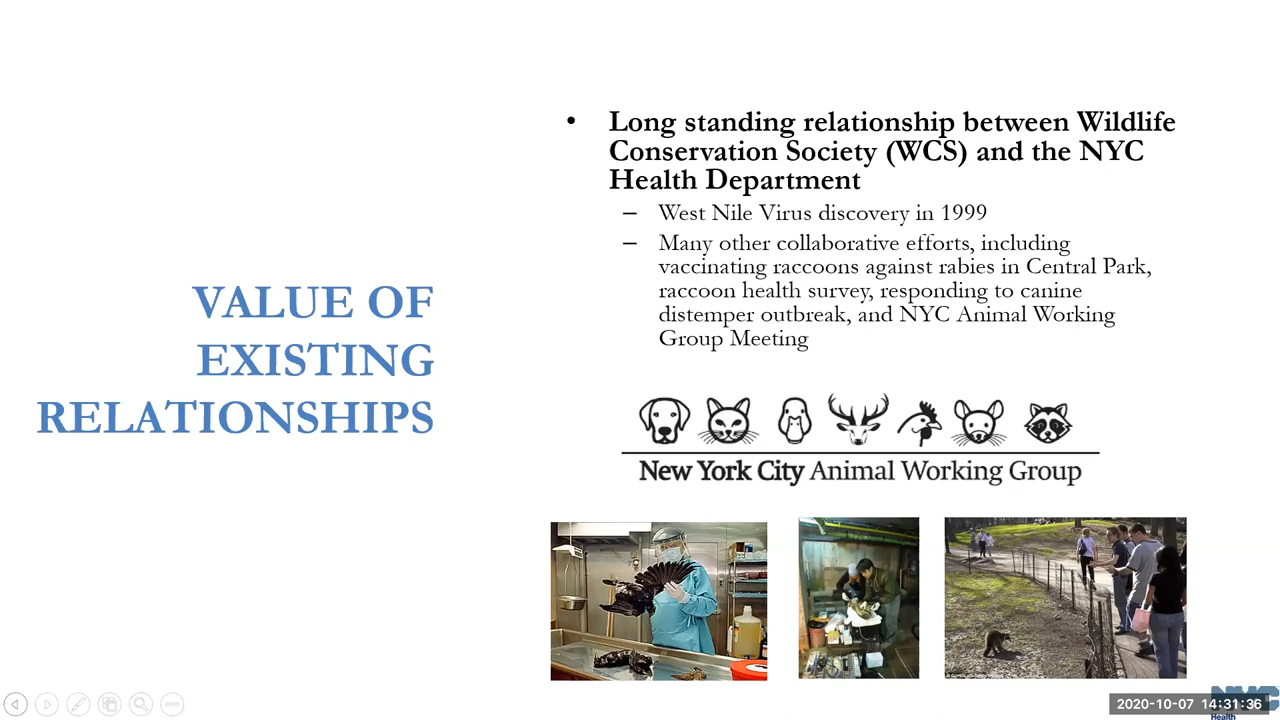 VALUE OF
EXISTING
RELATIONSHIPS
• Long standing relationship between Wildlife
Conservation Society (WCS) and the NYC
Health Department
– West Nile Virus discovery in 1999
– Many other collaborative efforts, including
vaccinating raccoons against rabies in Central Park,
raccoon health survey, responding to canine
distemper outbreak, and NYC Animal Working
Group Meeting
New York City Animal Working Group
2020-10-07 14:31:36
NYC
Health